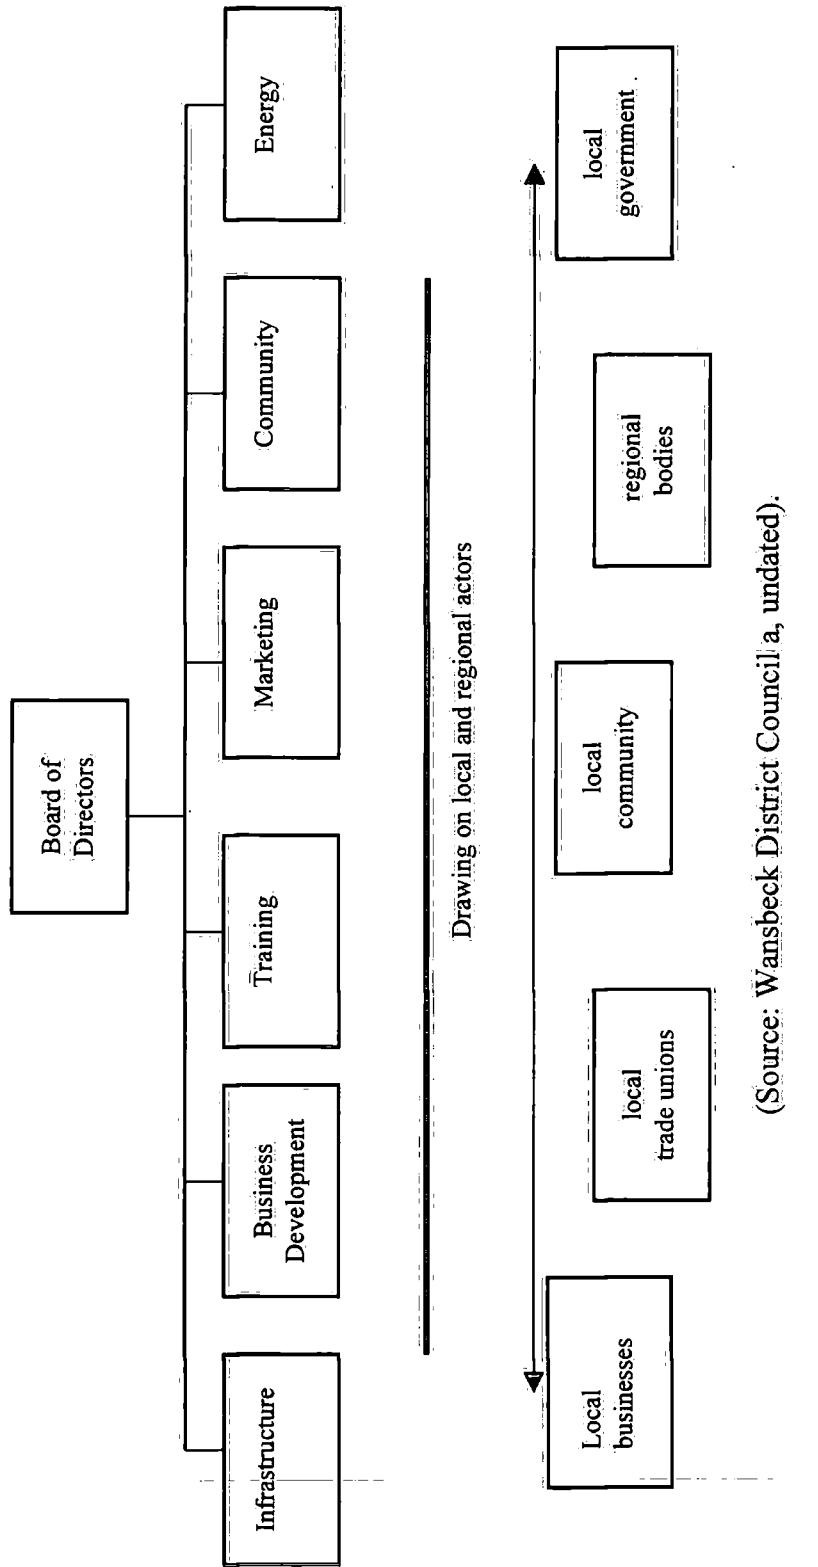 Board of
Directors
Infrastructure
Business
Development
Training
Marketing
Community
Energy
Drawing on local and regional actors
Local
businesses
local
trade unions
local
community
regional
bodies
local
government
(Source: Wansbeck District Council a, undated).